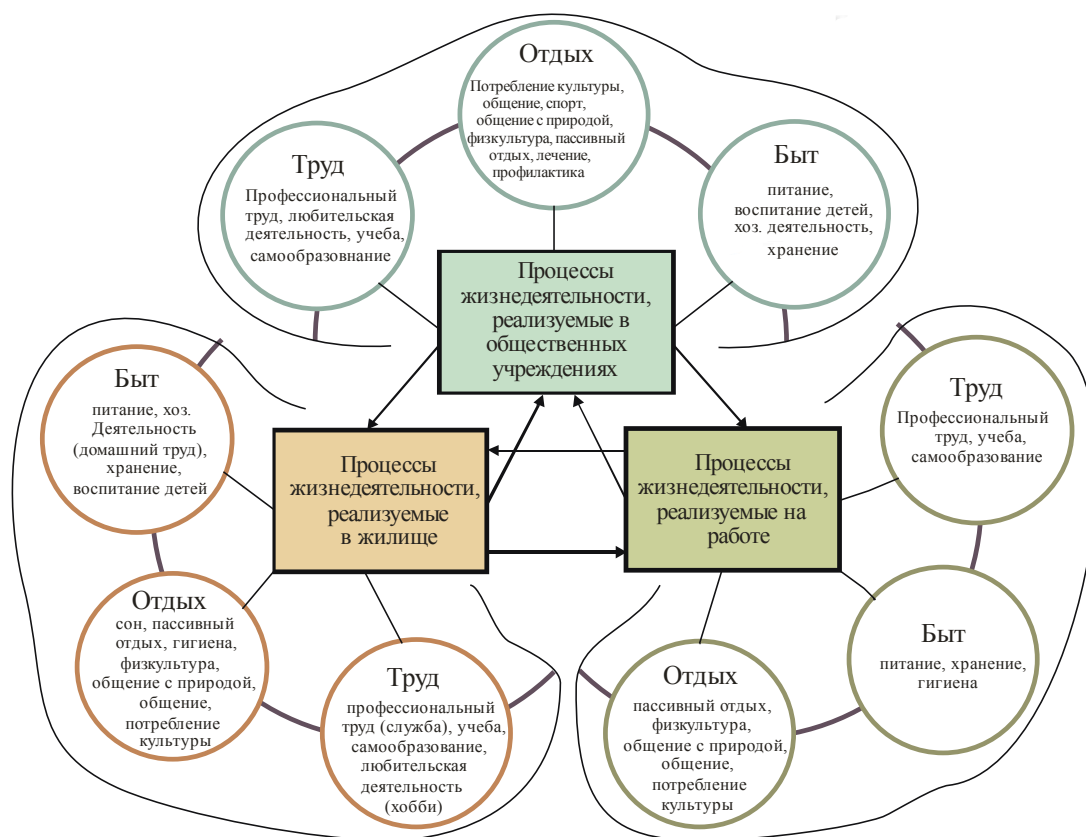 Отдых
Потребление культуры,
общение, спорт,
общение с природой,
физкультура, пассивный
отдых, лечение,
профилактика
Труд
Профессиональный
труд, любительская
деятельность, учеба,
самообразовнание
Быт
питание,
воспитание детей,
хоз. деятельность,
хранение
Процессы
жизнедеятельности,
реализуемые в
общественных
учреждениях
Быт
питание, хоз.
Деятельность
(домашний труд),
хранение,
воспитание детей
Процессы
жизнедеятельности,
реализуемые
в жилище
Процессы
жизнедеятельности,
реализуемые на
работе
Труд
Профессиональный
труд, учеба,
самообразование
Отдых
сон, пассивный
отдых, гигиена,
физкультура,
общение с природой,
общение,
потребление
культуры
Труд
профессиональный
труд (служба), учеба,
самообразование,
любительская
деятельность
(хобби)
Отдых
пассивный отдых,
физкультура,
общение с природой,
общение,
потребление
культуры
Быт
питание, хранение,
гигиена